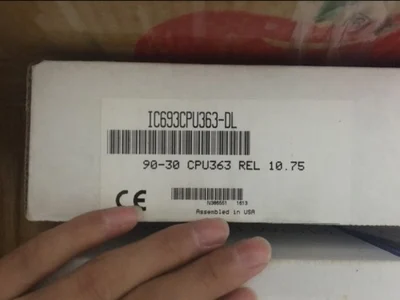 IC693CPU363-DL
90-30 CPU363 REL 10.75
CE
Assembled in USA